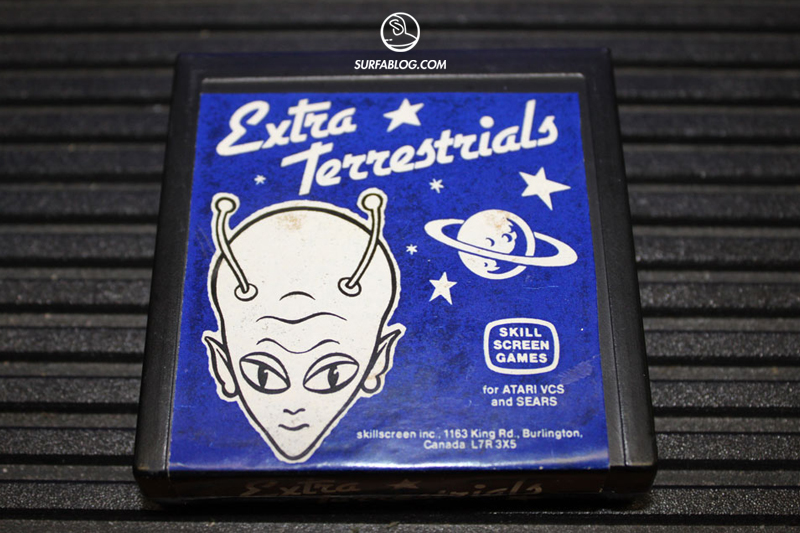 SL
SURFABLOG.COM
Extra
Terrestrials
SKILL
SCREEN
GAMES
for ATARI VCS
and SEARS
skillscreen inc., 1163 King Rd., Burlington,
Canada L7R 3X5
Extra Terrestrials